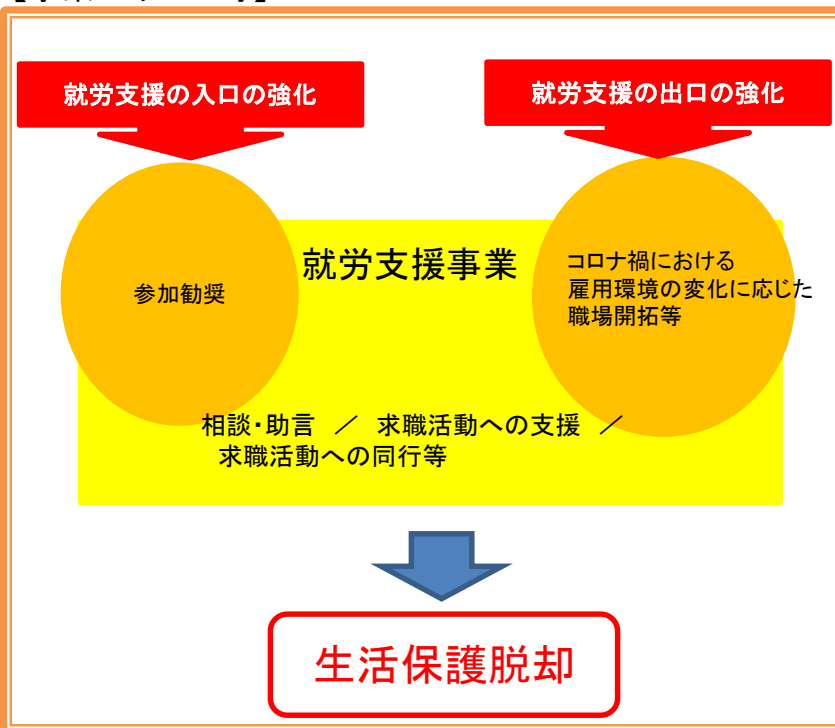 就労支援の入口の強化
就労支援の出口の強化
就労支援事業
参加勧奨
コロナ禍における
雇用環境の変化に応じた
職場開拓等
相談・助言 ／ 求職活動への支援 ／
求職活動への同行等
生活保護脱却